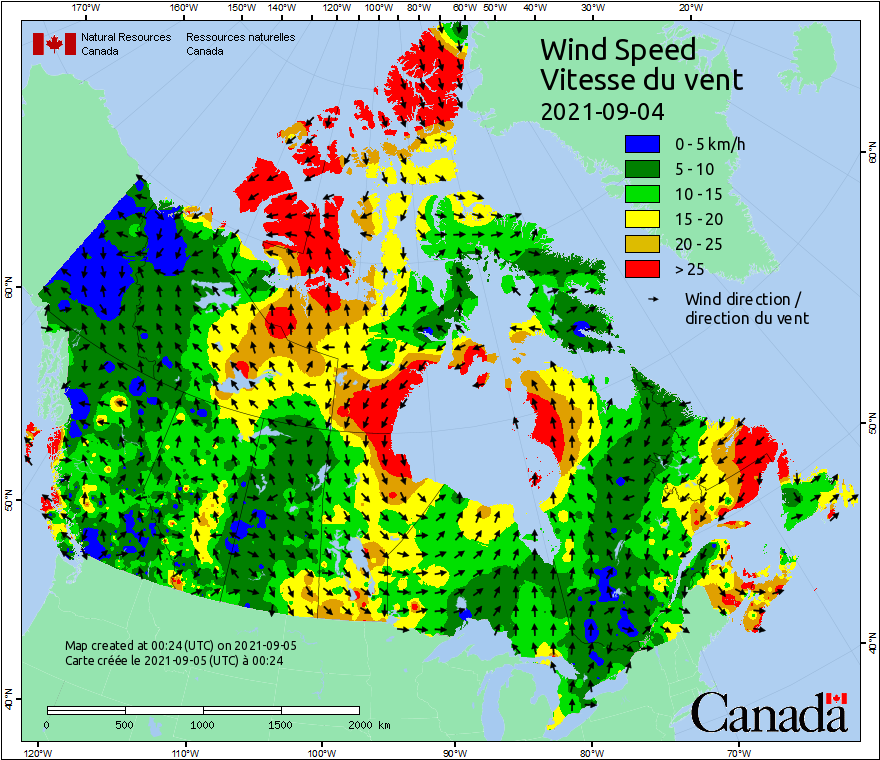 170°W 160°W 150°W 140°W 120°W 100°W 80°W 60°W 50°W 40°W 30°W 20°W
Natural Resources Ressources naturelles
Canada Canada
Wind Speed
Vitesse du vent
2021-09-04
0 - 5 km/h
5 - 10
10 - 15
15 - 20
20 - 25
> 25
Wind direction /
direction du vent
60°N 60°N
50°N 50°N
40°N 40°N
Map created at 00:24 (UTC) on 2021-09-05
Carte créée le 2021-09-05 (UTC) à 00:24
0 500 1000 1500 2000 km
Canada
120°W 110°W 100°W 90°W 80°W 70°W